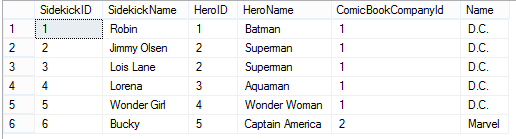 SidekickID SidekickName HeroID HeroName ComicBookCompanyId Name
1 1 Robin 1 Batman 1 D.C.
2 2 Jimmy Olsen 2 Superman 1 D.C.
3 3 Lois Lane 2 Superman 1 D.C.
4 4 Lorena 3 Aquaman 1 D.C.
5 5 Wonder Girl 4 Wonder Woman 1 D.C.
6 6 Bucky 5 Captain America 2 Marvel